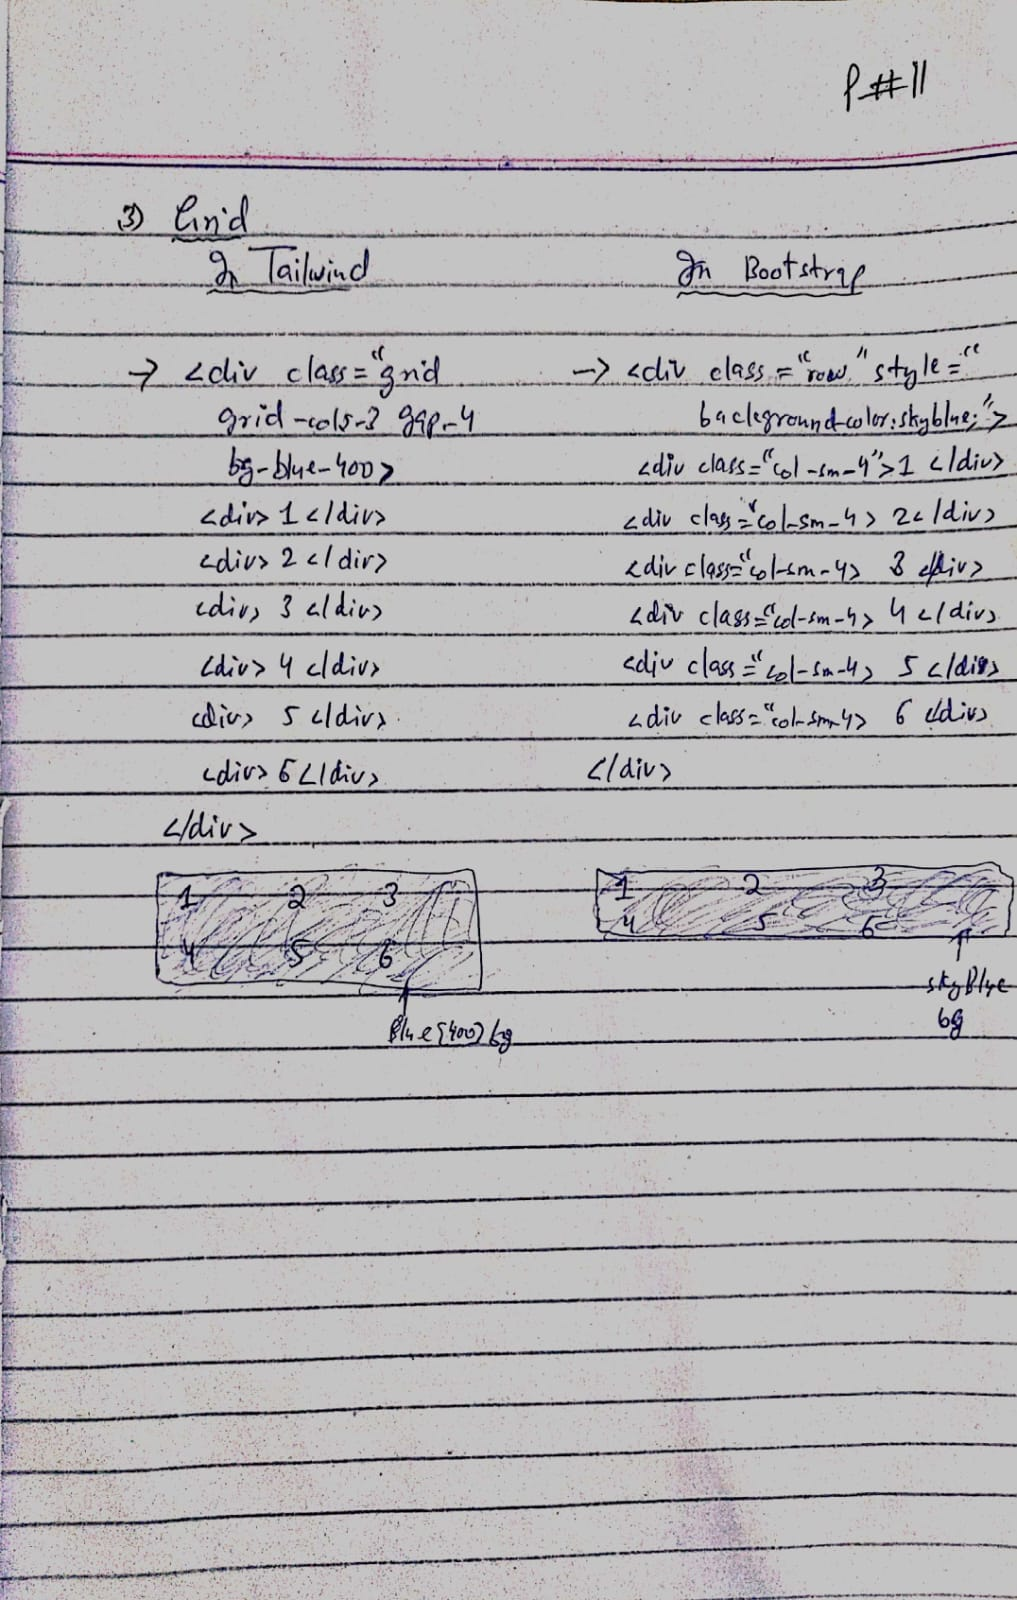 P#11
3) Grid
In Tailwind
In Bootstrap
→ <div class="grid
grid-cols-3 gap-4
bg-blue-400>
<div> 1 </div>
<div> 2 </div>
<div> 3 </div>
<div> 4 </div>
<div> 5 </div>
<div> 6 </div>
</div>
1 2 3
4 5 6
Blue{400} bg
→ <div class="row" style="
background-color:skyblue;">
<div class="col-sm-4">1 </div>
<div class="col-sm-4> 2</div>
<div class="col-sm-4> 3 </div>
<div class="col-sm-4> 4 </div>
<div class="col-sm-4> 5 </div>
<div class="col-sm-4> 6 </div>
</div>
1 2 3
4 5 6
skyBlue
bg